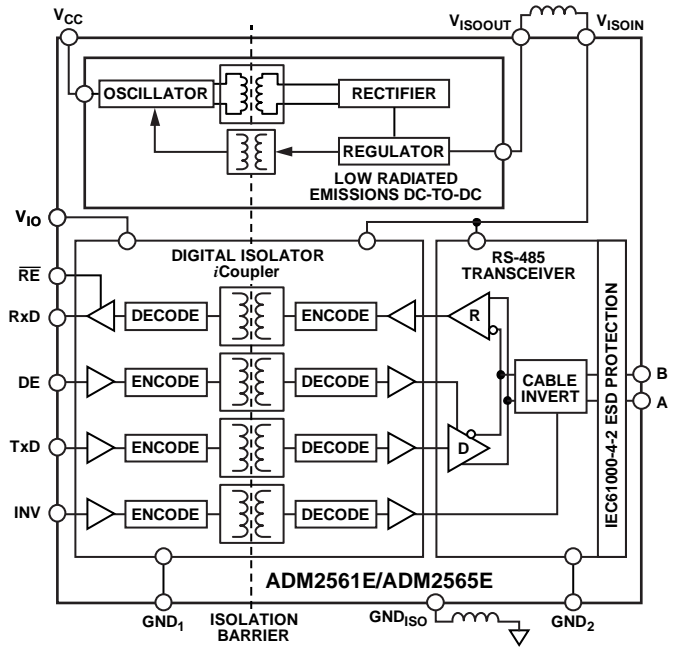 VCC
VISOOUT
VISOIN
OSCILLATOR
RECTIFIER
REGULATOR
LOW RADIATED
EMISSIONS DC-TO-DC
VIO
DIGITAL ISOLATOR
iCoupler
RS-485
TRANSCEIVER
RE
RxD
DECODE
ENCODE
R
DE
ENCODE
DECODE
CABLE
INVERT
B
A
IEC61000-4-2 ESD PROTECTION
TxD
ENCODE
DECODE
D
INV
ENCODE
DECODE
ADM2561E/ADM2565E
GND1
ISOLATION
BARRIER
GNDISO
GND2